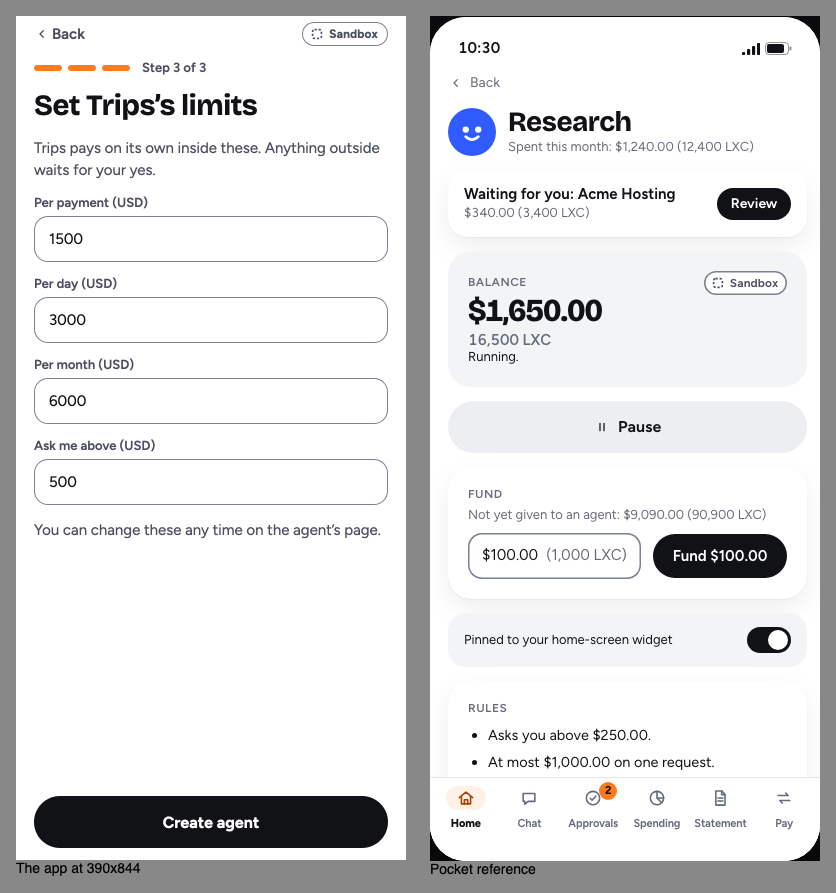 Back
Sandbox
Step 3 of 3
Set Trips’s limits
Trips pays on its own inside these. Anything outside
waits for your yes.
Per payment (USD)
1500
Per day (USD)
3000
Per month (USD)
6000
Ask me above (USD)
500
You can change these any time on the agent’s page.
Create agent
The app at 390x844
10:30
Back
Research
Spent this month: $1,240.00 (12,400 LXC)
Waiting for you: Acme Hosting
$340.00 (3,400 LXC)
Review
BALANCE
Sandbox
$1,650.00
16,500 LXC
Running.
Pause
FUND
Not yet given to an agent: $9,090.00 (90,900 LXC)
$100.00 (1,000 LXC)
Fund $100.00
Pinned to your home-screen widget
RULES
Asks you above $250.00.
At most $1,000.00 on one request.
2
Home Chat Approvals Spending Statement Pay
Pocket reference